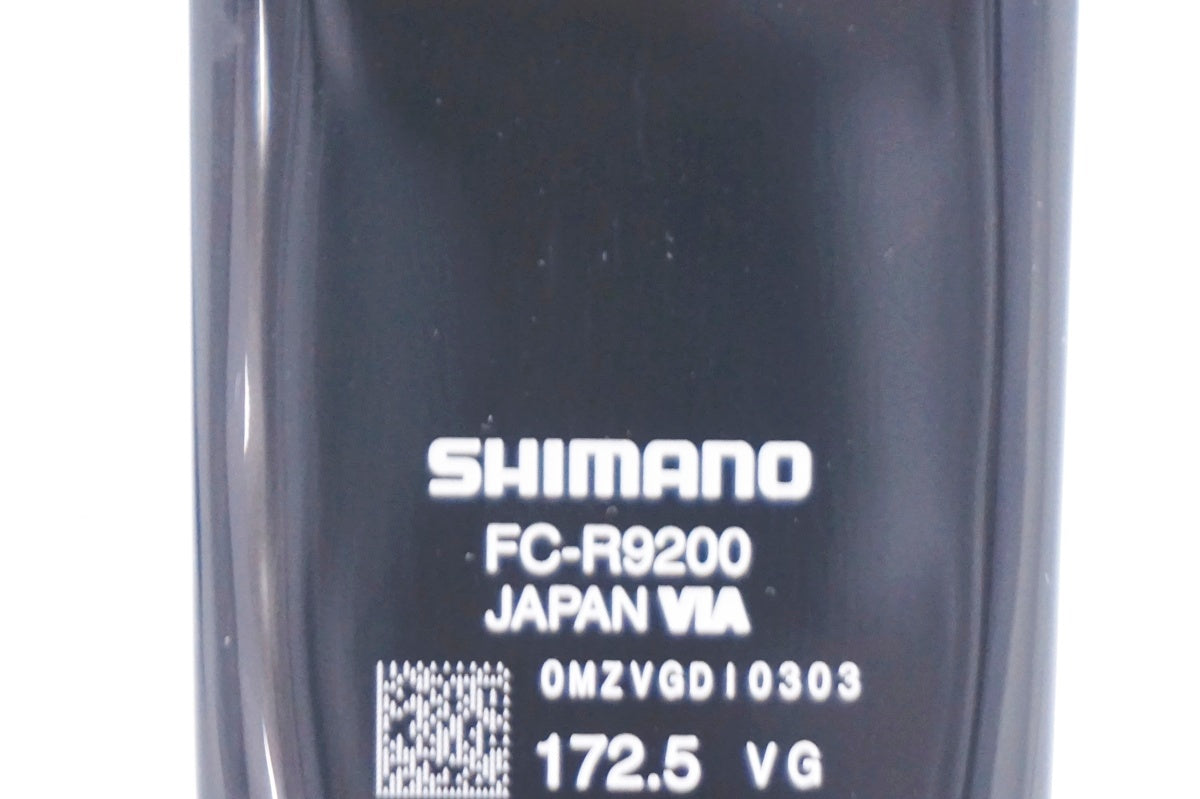 SHIMANO
FC-R9200
JAPAN VIA
0MZVGDI0303
172.5 VG